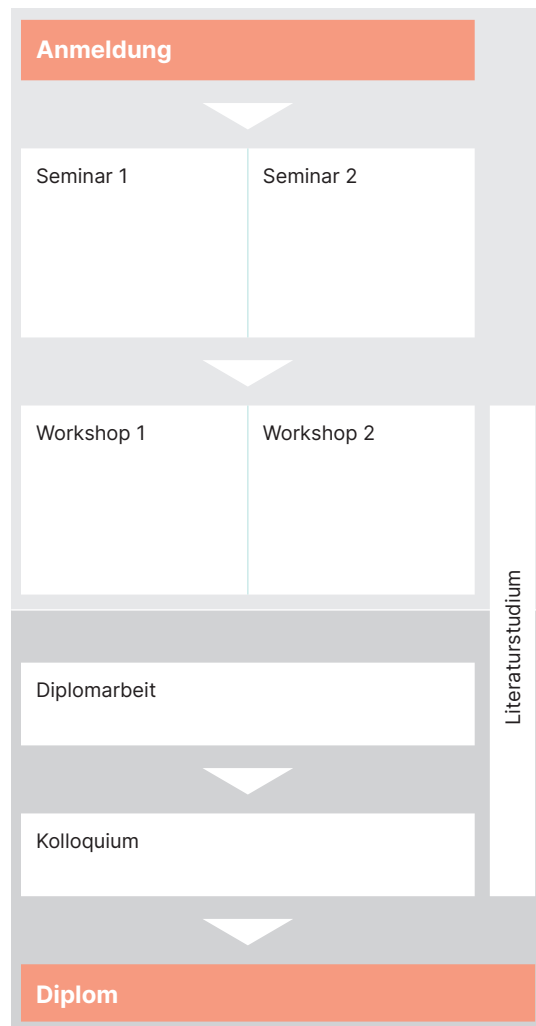 Anmeldung
Seminar 1
Seminar 2
Workshop 1
Workshop 2
Literaturstudium
Diplomarbeit
Kolloquium
Diplom